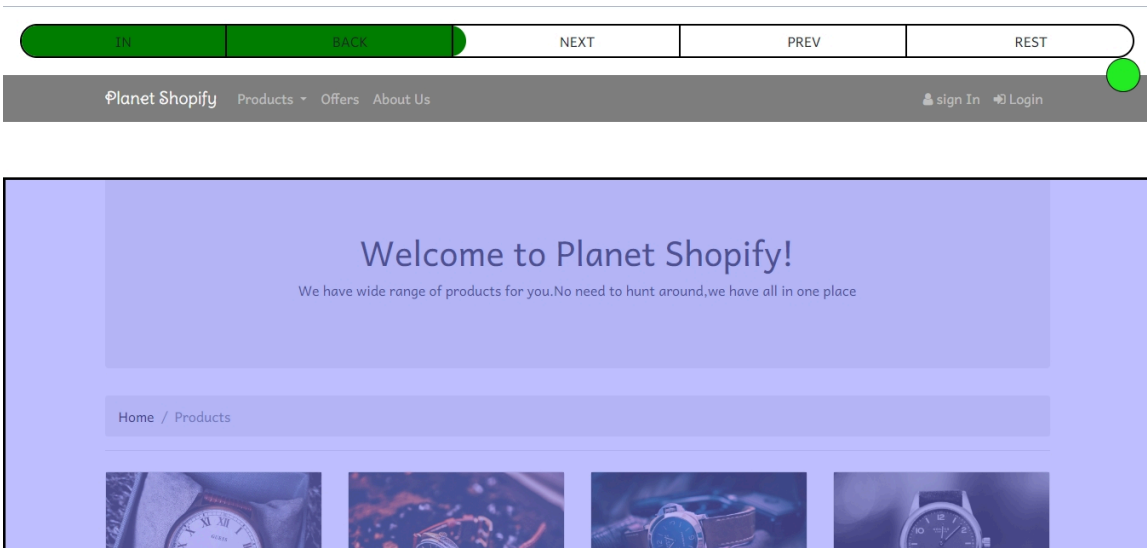 IN BACK NEXT PREV REST
Planet Shopify Products Offers About Us sign In Login
Welcome to Planet Shopify!
We have wide range of products for you.No need to hunt around,we have all in one place
Home / Products